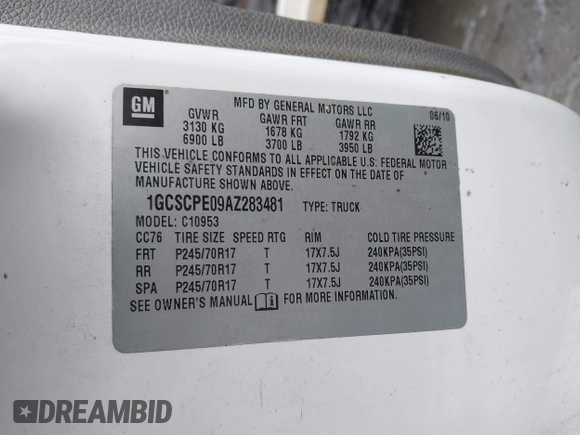 GM
MFD BY GENERAL MOTORS LLC
06/10
GVWR GAWR FRT GAWR RR
3130 KG 1678 KG 1792 KG
6900 LB 3700 LB 3950 LB
THIS VEHICLE CONFORMS TO ALL APPLICABLE U.S. FEDERAL MOTOR
VEHICLE SAFETY STANDARDS IN EFFECT ON THE DATE OF
MANUFACTURE SHOWN ABOVE.
1GCSCPE09AZ283481 TYPE: TRUCK
MODEL: C10953
CC76 TIRE SIZE SPEED RTG RIM COLD TIRE PRESSURE
FRT P245/70R17 T 17X7.5J 240KPA(35PSI)
RR P245/70R17 T 17X7.5J 240KPA(35PSI)
SPA P245/70R17 T 17X7.5J 240KPA(35PSI)
SEE OWNER'S MANUAL i FOR MORE INFORMATION.
DREAMBID